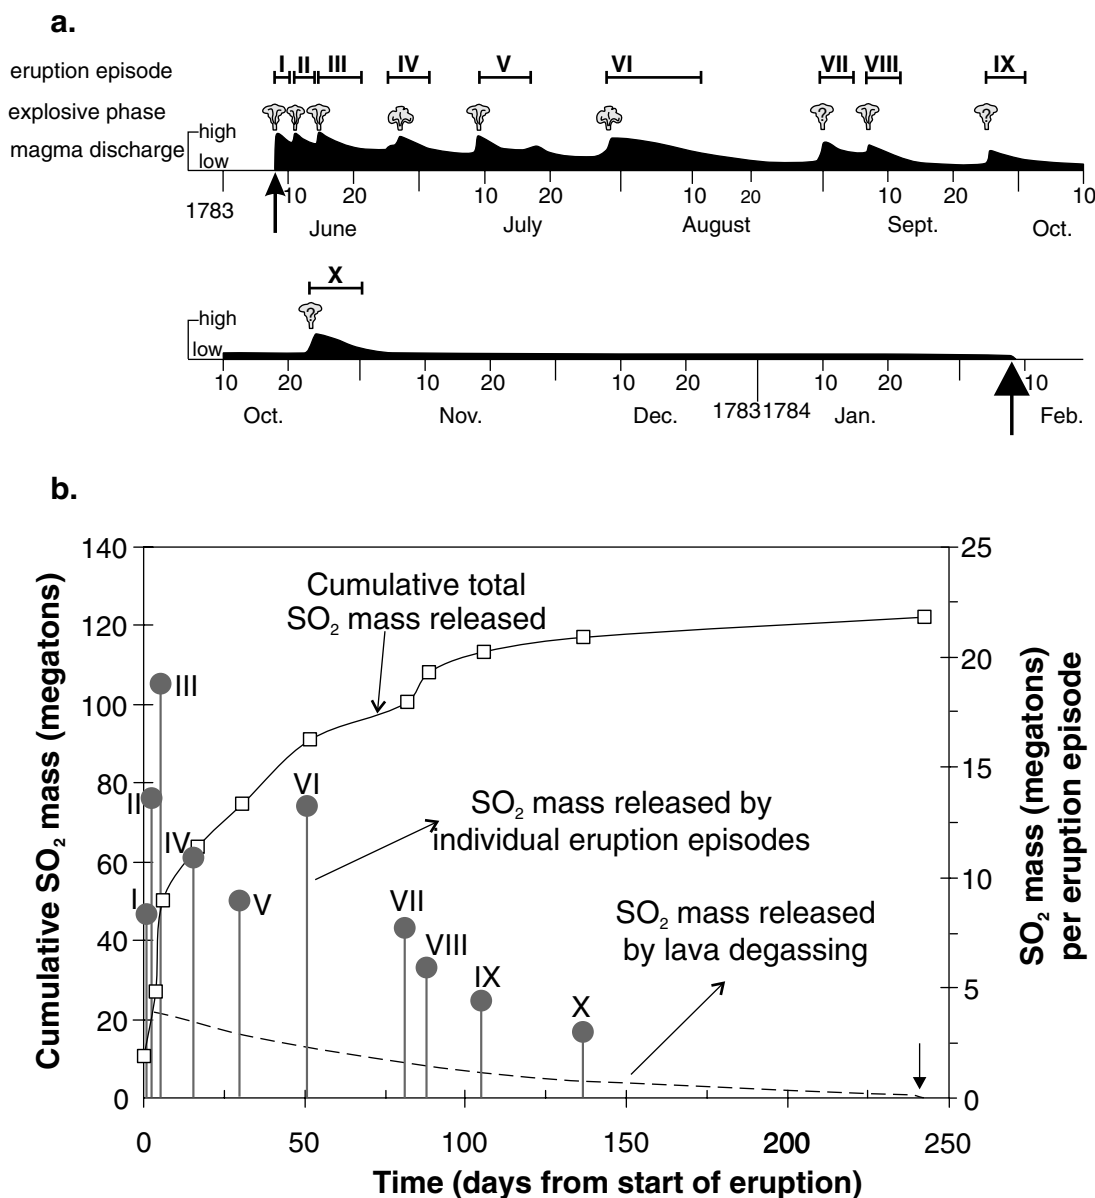 a.
I II III IV V VI VII VIII IX
eruption episode
explosive phase
? ? ?
magma discharge
high
low
10 20 10 20 10 20 10 20 10
1783
June July August Sept. Oct.
X
?
high
low
10 20 10 20 10 20 10 20 10
Oct. Nov. Dec. 1783 1784 Jan. Feb.
b.
140
120
100
80
60
40
20
0
Cumulative SO2 mass (megatons)
25
20
15
10
5
0
SO2 mass (megatons)
per eruption episode
Cumulative total
SO2 mass released
III
II
VI
SO2 mass released by
individual eruption episodes
IV
I
V
VII
SO2 mass released
by lava degassing
VIII
IX
X
0 50 100 150 200 250
Time (days from start of eruption)